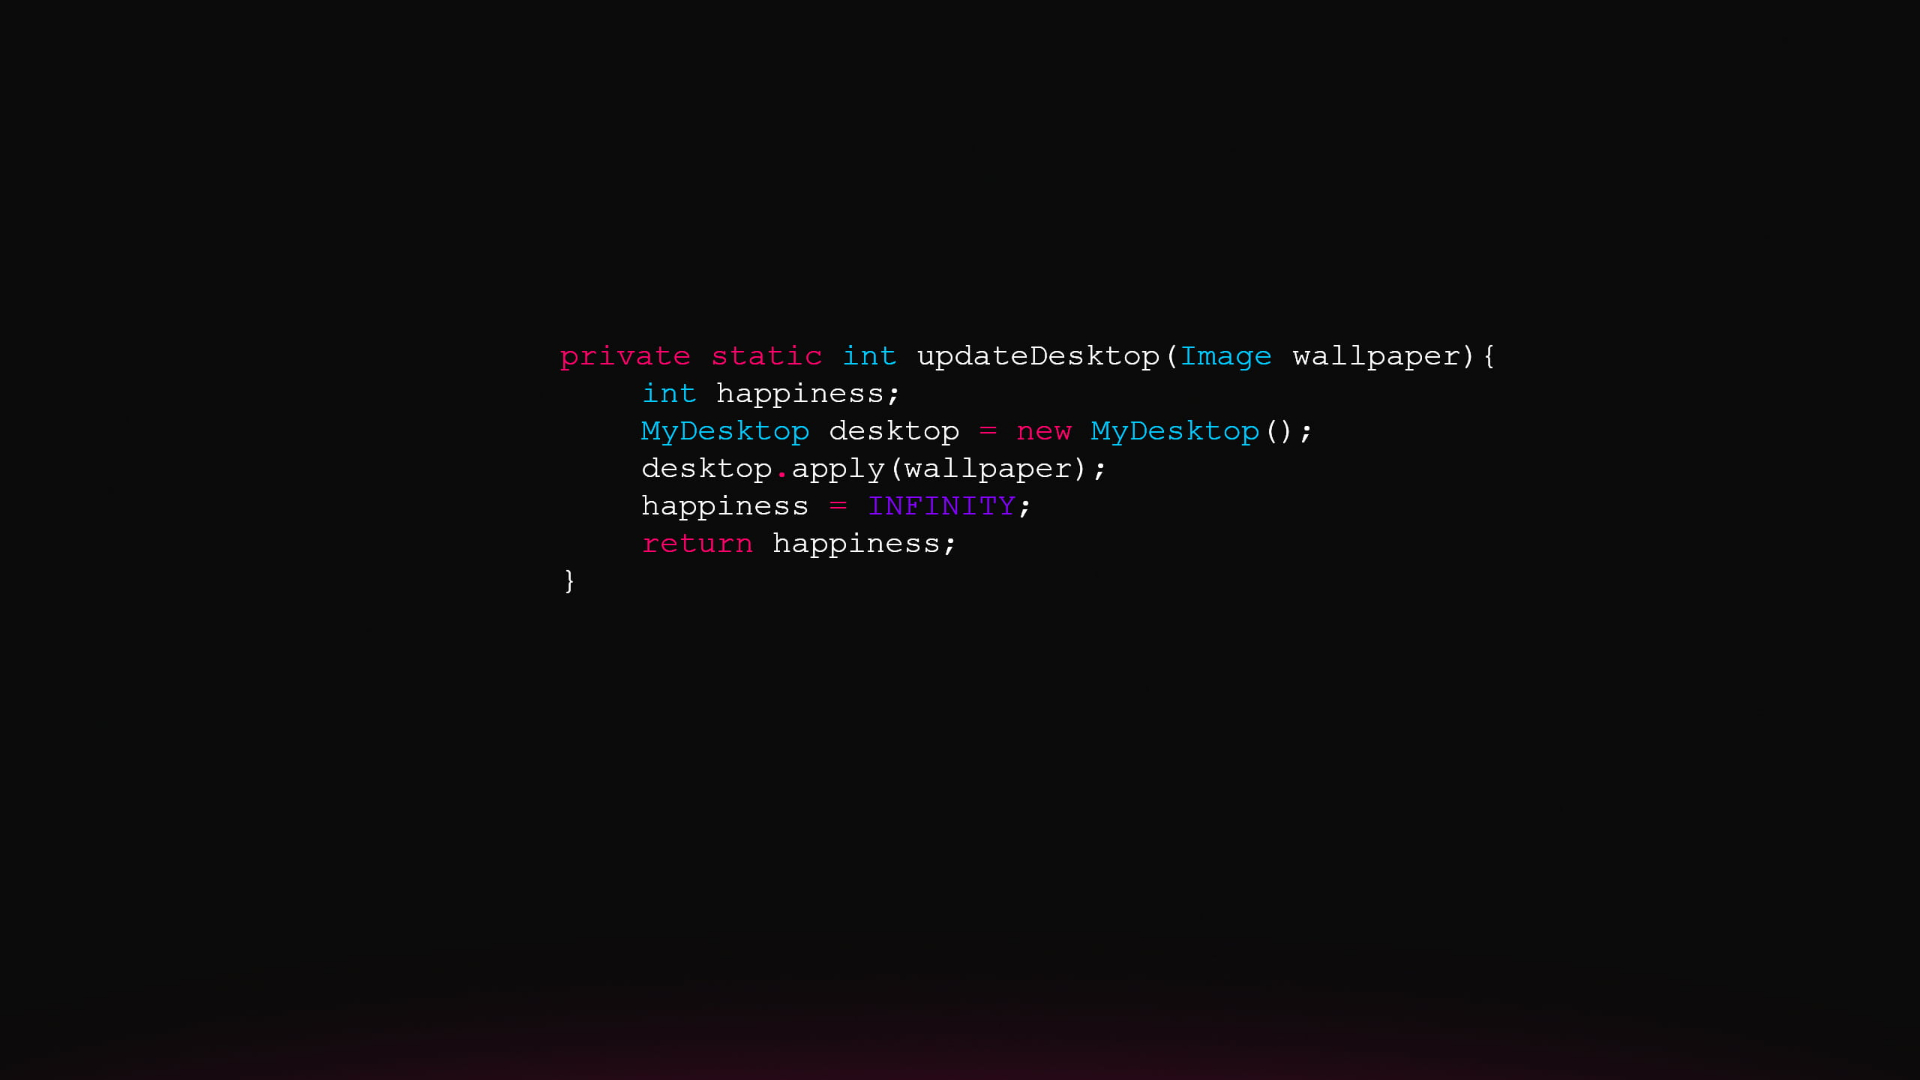 private static int updateDesktop(Image wallpaper){
int happiness;
MyDesktop desktop = new MyDesktop();
desktop.apply(wallpaper);
happiness = INFINITY;
return happiness;
}